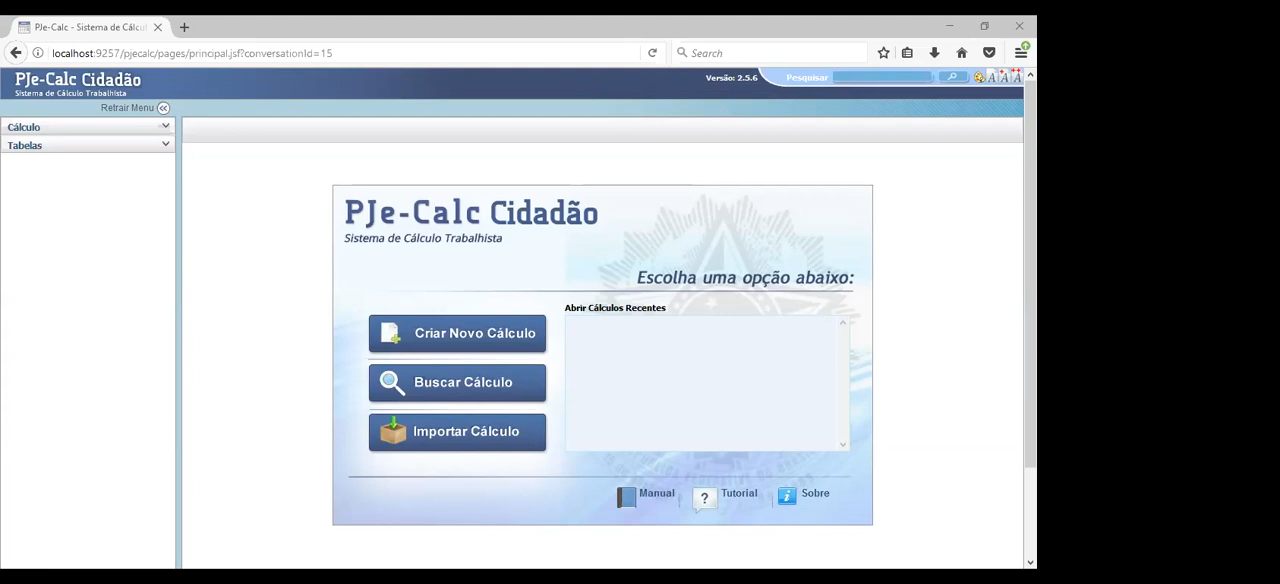 PJe-Calc - Sistema de Cálcul
localhost:9257/pjecalc/pages/principal.jsf?conversationId=15
Search
PJe-Calc Cidadão
Sistema de Cálculo Trabalhista
Versão: 2.5.6
Pesquisar
A A A
Retrair Menu
Cálculo
Tabelas
PJe-Calc Cidadão
Sistema de Cálculo Trabalhista
Escolha uma opção abaixo:
Abrir Cálculos Recentes
Criar Novo Cálculo
Buscar Cálculo
Importar Cálculo
Manual
? Tutorial
i Sobre